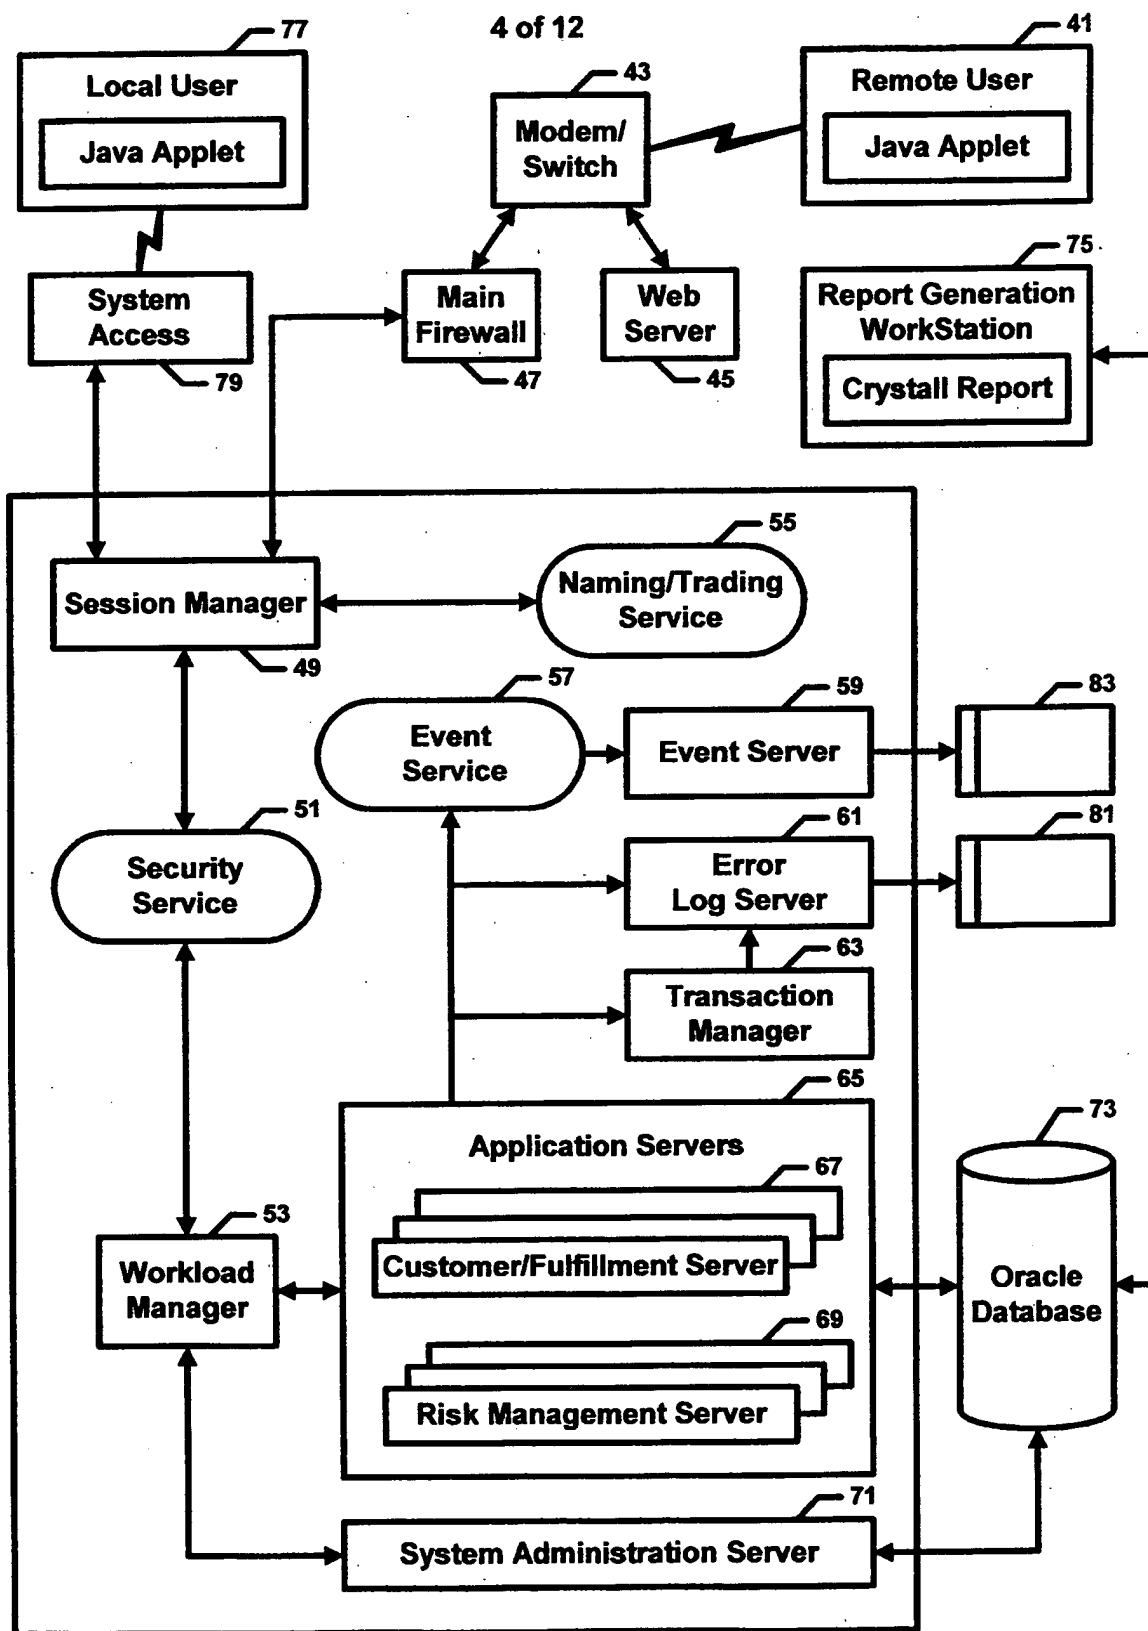 4 of 12
77
Local User
Java Applet
43
Modem/
Switch
41
Remote User
Java Applet
System
Access
79
Main
Firewall
47
Web
Server
45
75
Report Generation
WorkStation
Crystall Report
55
Naming/Trading
Service
Session Manager
49
57
Event
Service
59
Event Server
83
51
Security
Service
61
Error
Log Server
81
63
Transaction
Manager
65
Application Servers
67
Customer/Fulfillment Server
53
Workload
Manager
69
Risk Management Server
73
Oracle
Database
71
System Administration Server